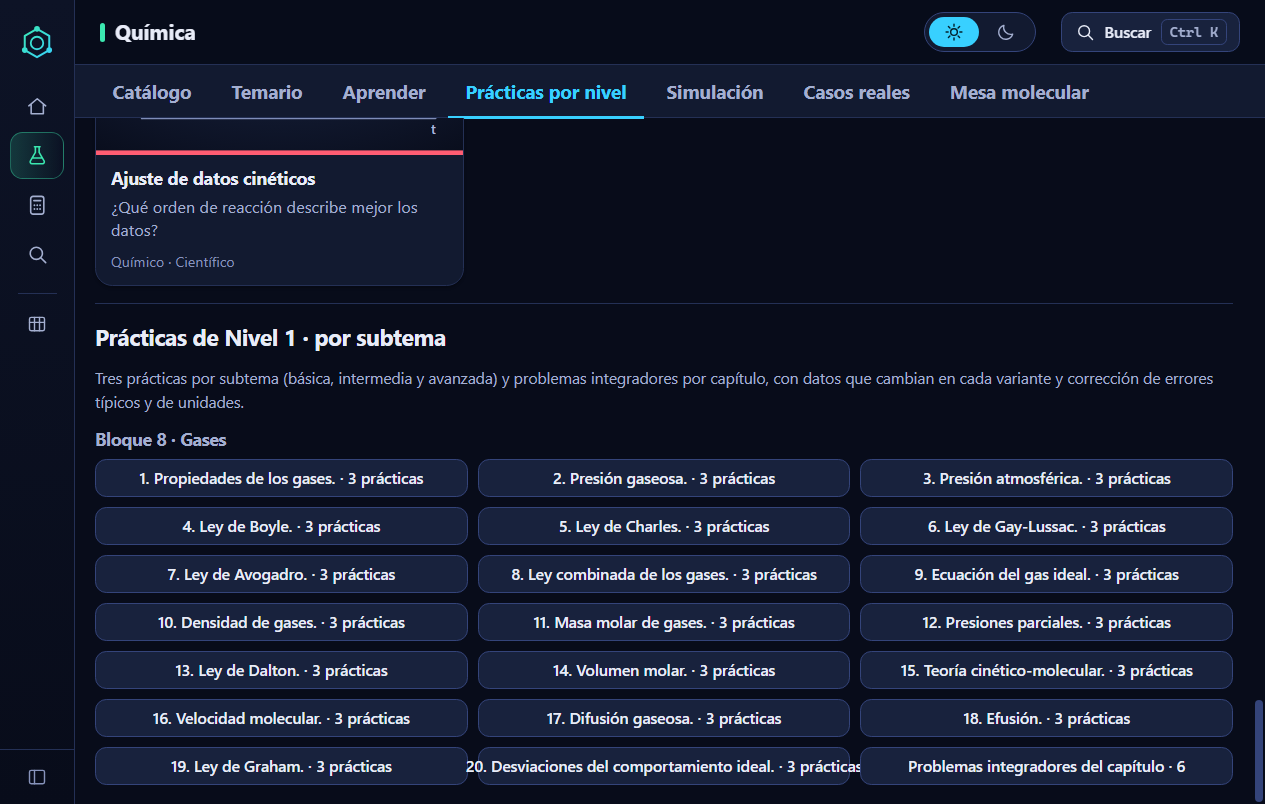 Química
Buscar Ctrl K
Catálogo Temario Aprender Prácticas por nivel Simulación Casos reales Mesa molecular
t
Ajuste de datos cinéticos
¿Qué orden de reacción describe mejor los
datos?
Químico · Científico
Prácticas de Nivel 1 · por subtema
Tres prácticas por subtema (básica, intermedia y avanzada) y problemas integradores por capítulo, con datos que cambian en cada variante y corrección de errores
típicos y de unidades.
Bloque 8 · Gases
1. Propiedades de los gases. · 3 prácticas
2. Presión gaseosa. · 3 prácticas
3. Presión atmosférica. · 3 prácticas
4. Ley de Boyle. · 3 prácticas
5. Ley de Charles. · 3 prácticas
6. Ley de Gay-Lussac. · 3 prácticas
7. Ley de Avogadro. · 3 prácticas
8. Ley combinada de los gases. · 3 prácticas
9. Ecuación del gas ideal. · 3 prácticas
10. Densidad de gases. · 3 prácticas
11. Masa molar de gases. · 3 prácticas
12. Presiones parciales. · 3 prácticas
13. Ley de Dalton. · 3 prácticas
14. Volumen molar. · 3 prácticas
15. Teoría cinético-molecular. · 3 prácticas
16. Velocidad molecular. · 3 prácticas
17. Difusión gaseosa. · 3 prácticas
18. Efusión. · 3 prácticas
19. Ley de Graham. · 3 prácticas
20. Desviaciones del comportamiento ideal. · 3 prácticas
Problemas integradores del capítulo · 6